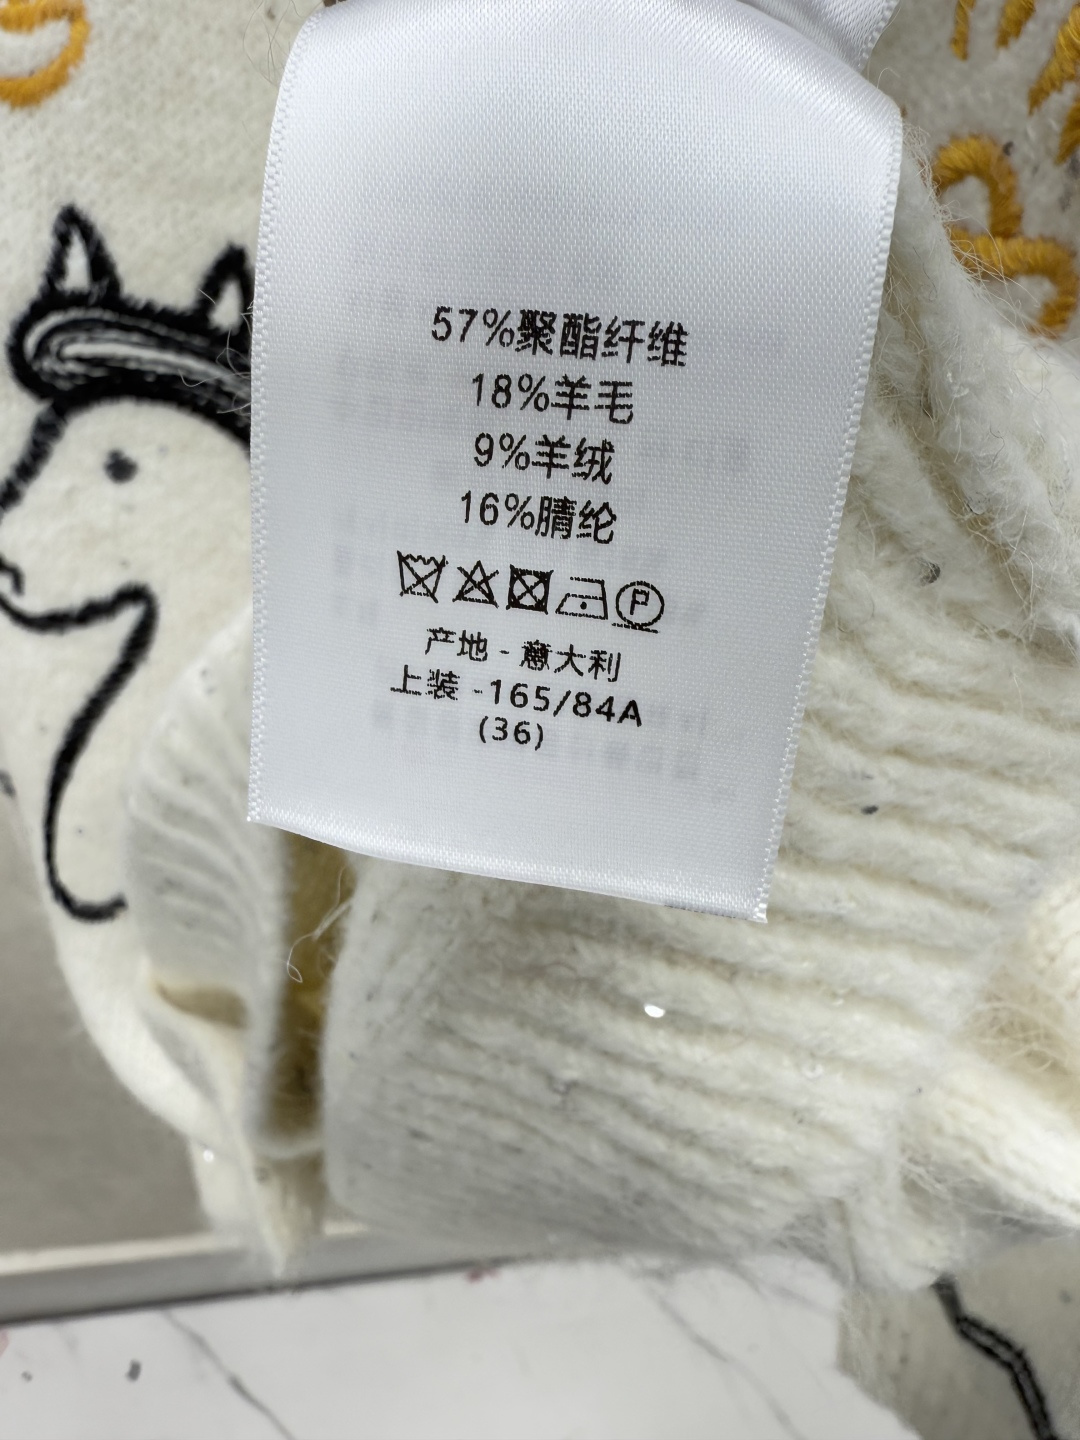 57%聚酯纤维
18%羊毛
9%羊绒
16%腈纶
P
产地 - 意大利
上装 -165/84A
(36)